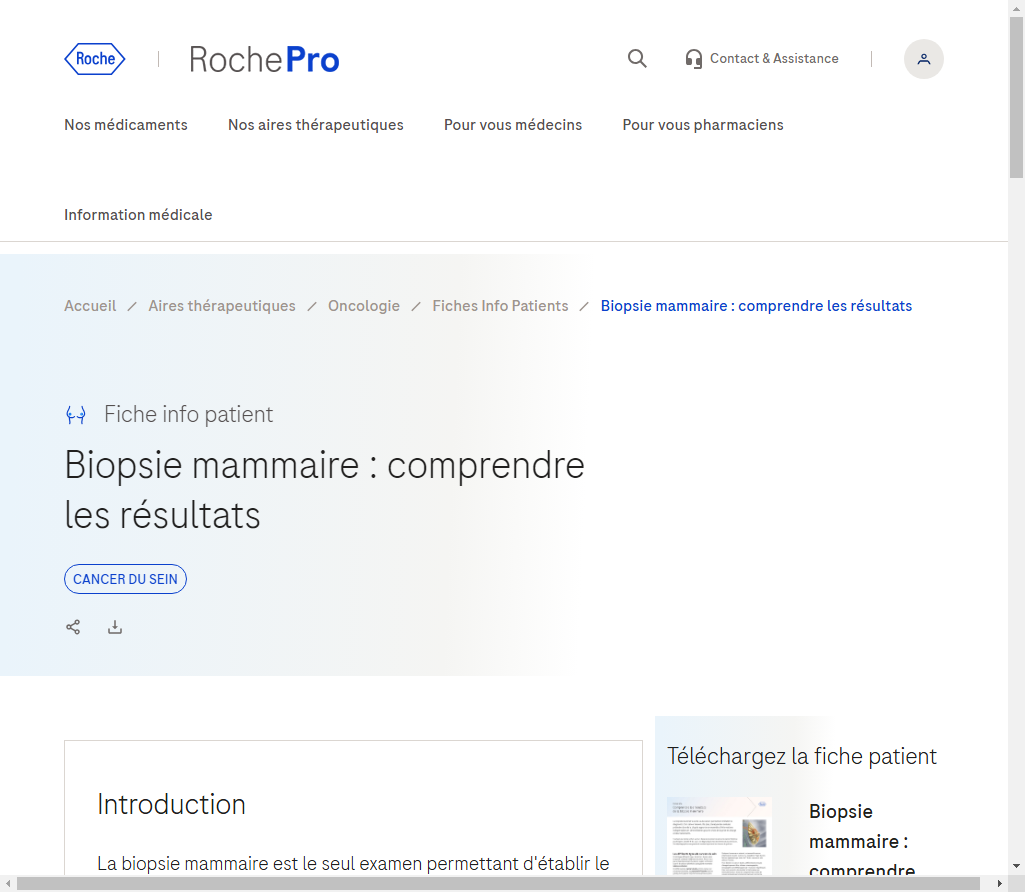 Roche
RochePro
Contact & Assistance
Nos médicaments
Nos aires thérapeutiques
Pour vous médecins
Pour vous pharmaciens
Information médicale
Accueil / Aires thérapeutiques / Oncologie / Fiches Info Patients / Biopsie mammaire : comprendre les résultats
Fiche info patient
Biopsie mammaire : comprendre
les résultats
CANCER DU SEIN
Introduction
La biopsie mammaire est le seul examen permettant d'établir le
Téléchargez la fiche patient
Biopsie
mammaire :
comprendre